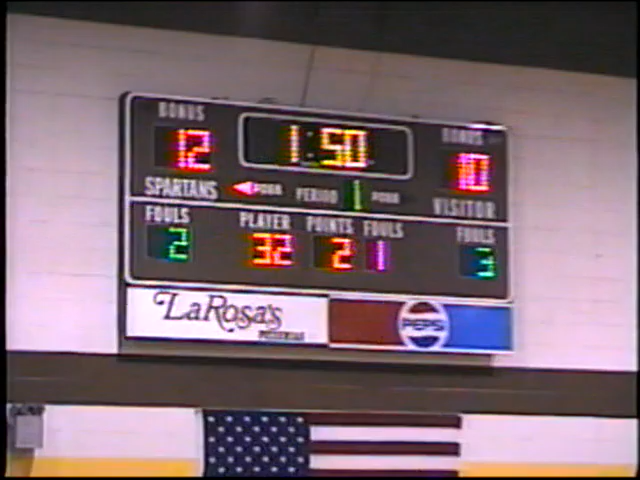 BONUS BONUS
12 1:50 10
SPARTANS POSS PERIOD 1 POSS VISITOR
FOULS PLAYER POINTS FOULS FOULS
2 32 2 1 3
LaRosa's PEPSI
PIZZERIAS